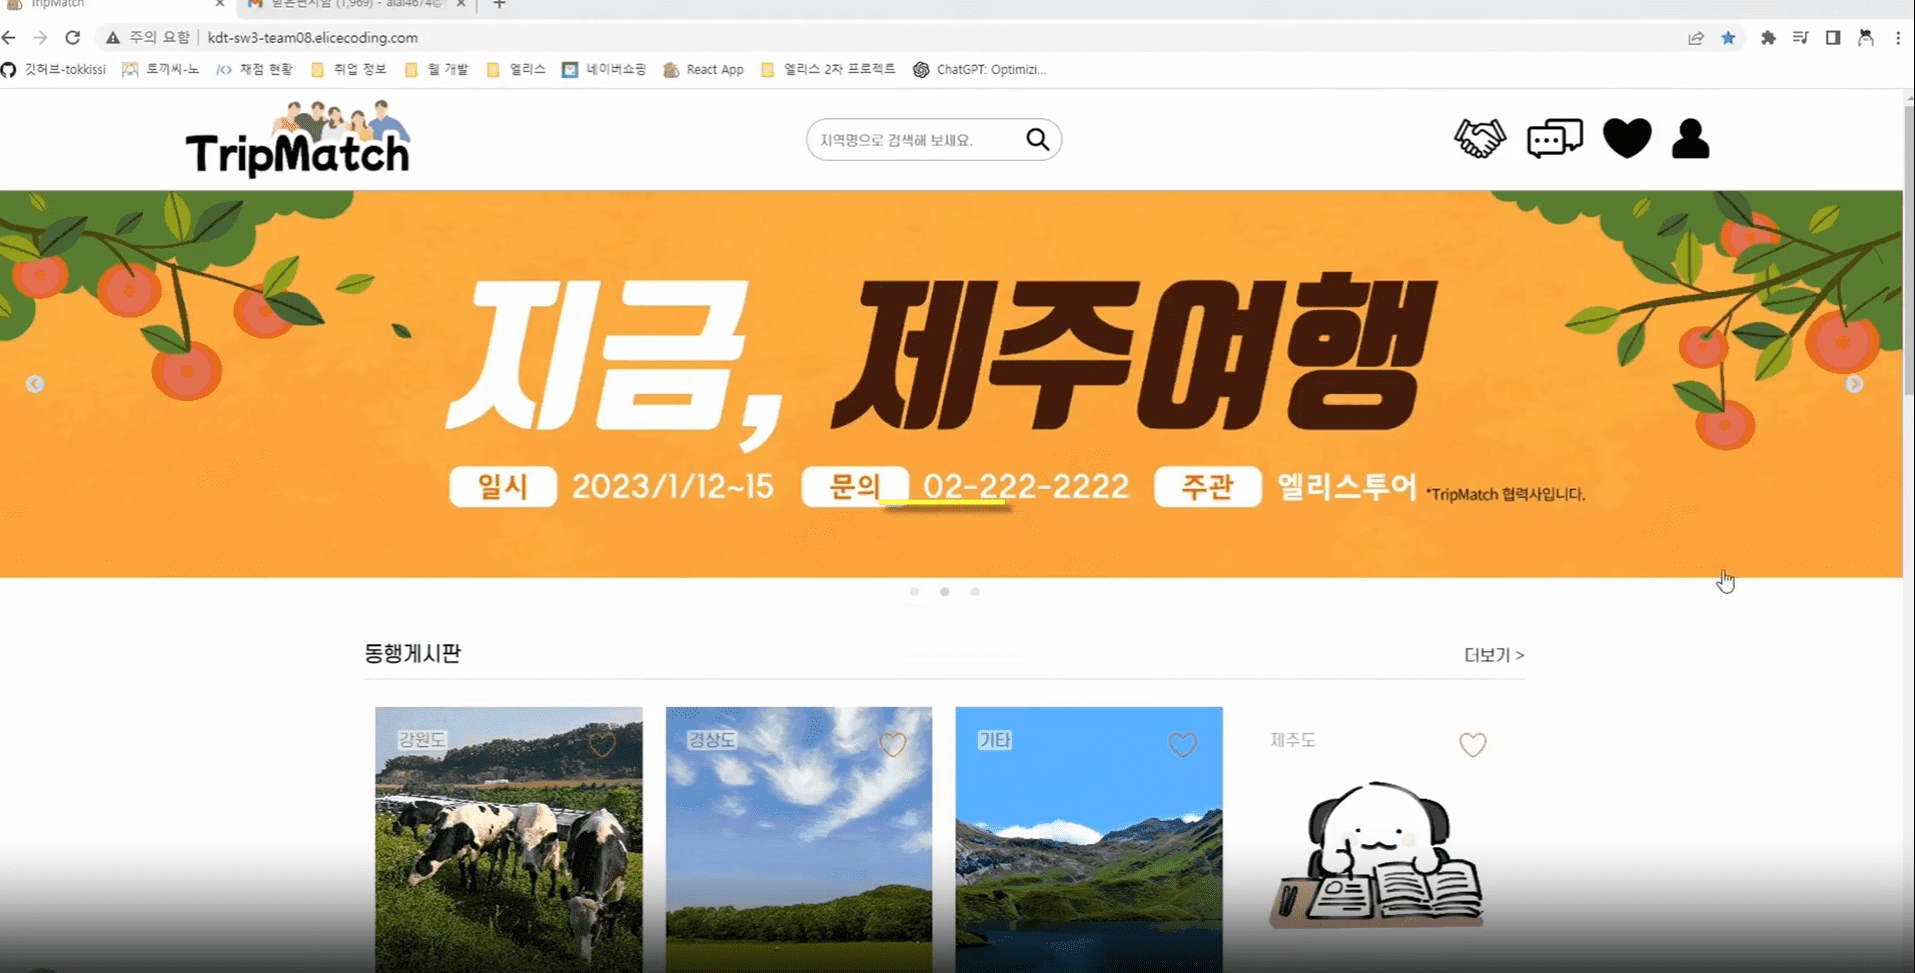 TripMatch
주의 요함 kdt-sw3-team08.elicecoding.com
깃허브-tokkissi 토끼씨-노 채점 현황 취업 정보 웹 개발 엘리스 네이버쇼핑 React App 엘리스 2차 프로젝트 ChatGPT: Optimizi...
TripMatch
지역명으로 검색해 보세요.
지금, 제주여행
일시 2023/1/12~15 문의 02-222-2222 주관 엘리스투어 *TripMatch 협력사입니다.
동행게시판 더보기 >
강원도 경상도 기타 제주도